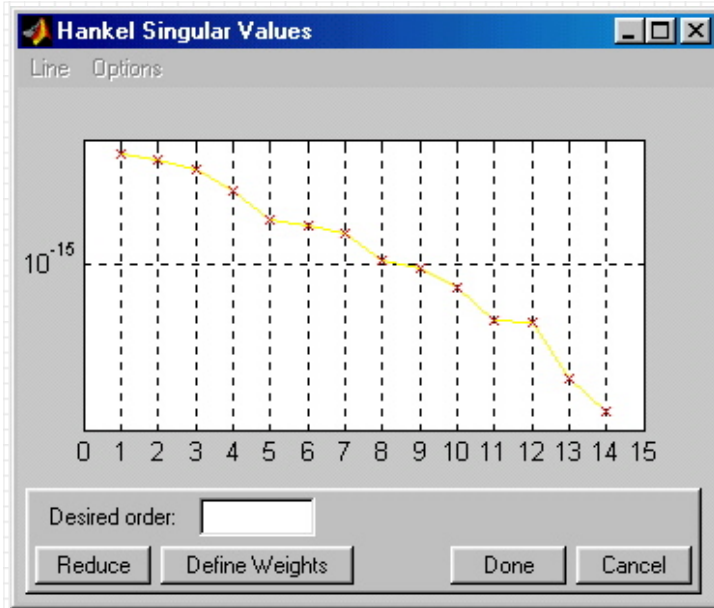 Hankel Singular Values
Line Options
10^-15
0 1 2 3 4 5 6 7 8 9 10 11 12 13 14 15
Desired order:
Reduce Define Weights Done Cancel